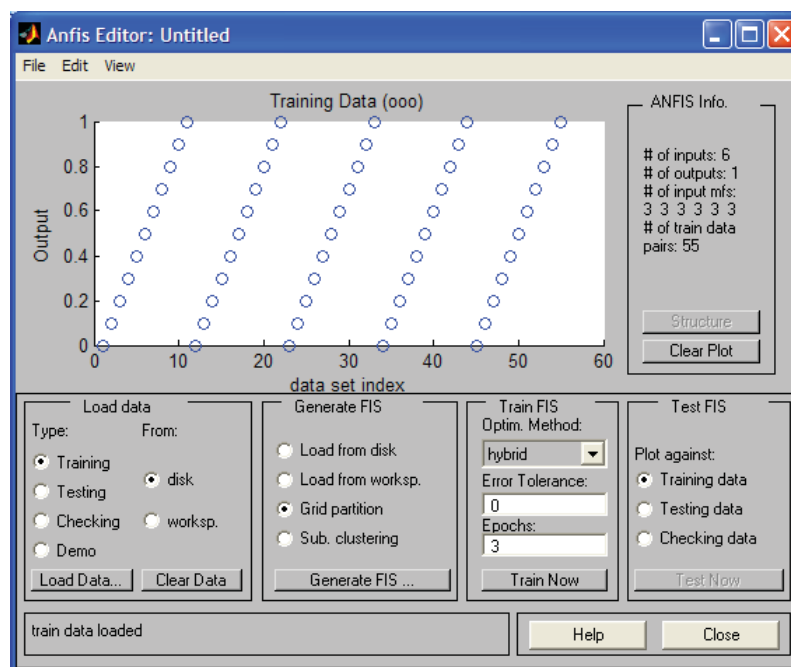 Anfis Editor: Untitled
File Edit View
Training Data (ooo)
1
0.8
0.6
0.4
0.2
0
Output
0 10 20 30 40 50 60
data set index
ANFIS Info.
# of inputs: 6
# of outputs: 1
# of input mfs:
3 3 3 3 3 3
# of train data
pairs: 55
Structure
Clear Plot
Load data
Type: From:
Training
Testing
Checking
Demo
disk
worksp.
Load Data... Clear Data
Generate FIS
Load from disk
Load from worksp.
Grid partition
Sub. clustering
Generate FIS ...
Train FIS
Optim. Method:
hybrid
Error Tolerance:
0
Epochs:
3
Train Now
Test FIS
Plot against:
Training data
Testing data
Checking data
Test Now
train data loaded
Help Close